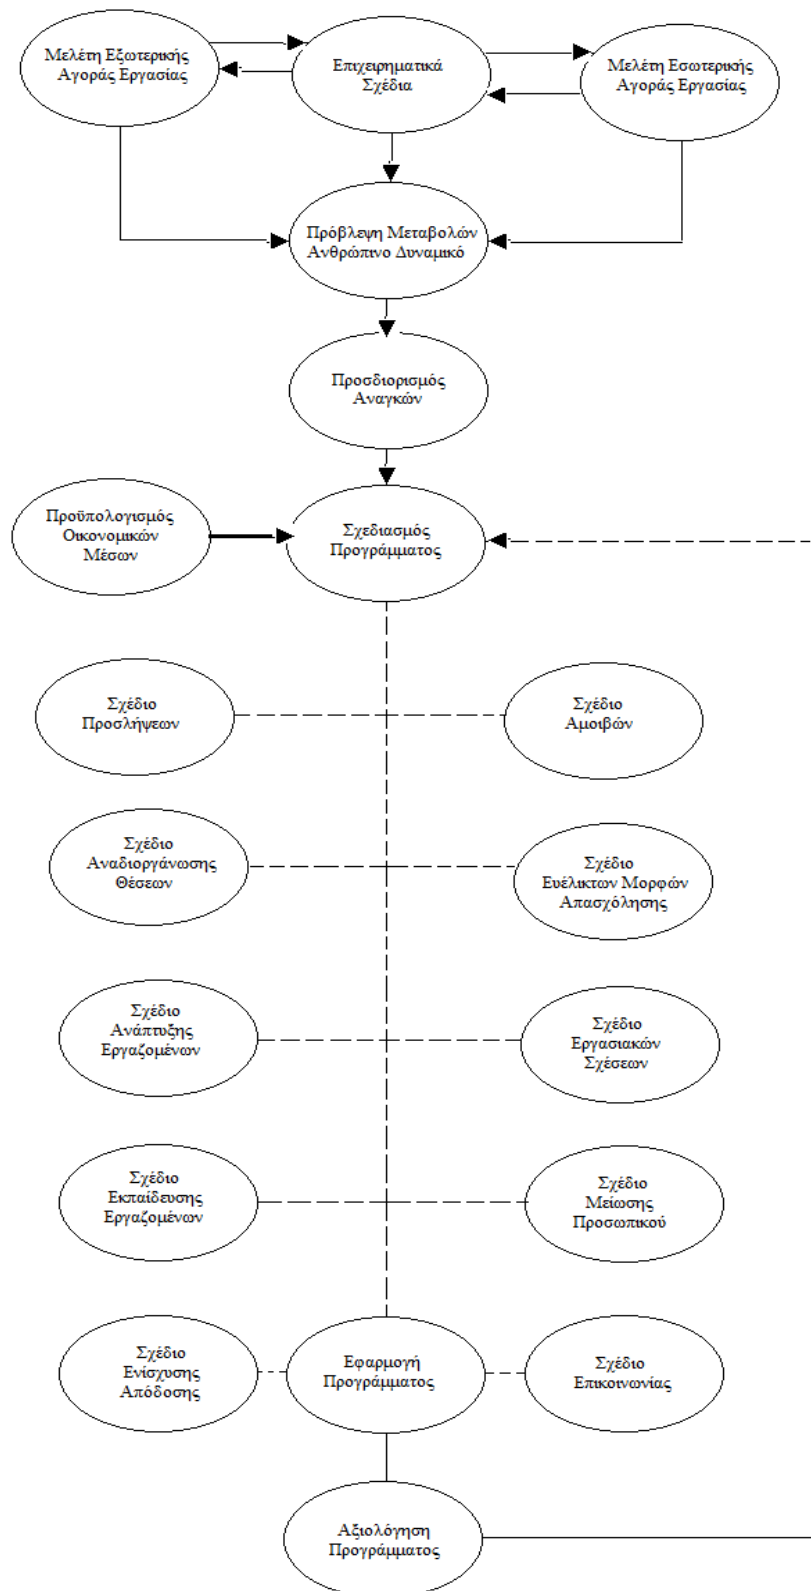 Μελέτη Εξωτερικής
Αγοράς Εργασίας
Επιχειρηματικά
Σχέδια
Μελέτη Εσωτερικής
Αγοράς Εργασίας
Πρόβλεψη Μεταβολών
Ανθρώπινο Δυναμικό
Προσδιορισμός
Αναγκών
Προϋπολογισμός
Οικονομικών
Μέσων
Σχεδιασμός
Προγράμματος
Σχέδιο
Προσλήψεων
Σχέδιο
Αμοιβών
Σχέδιο
Αναδιοργάνωσης
Θέσεων
Σχέδιο
Ευέλικτων Μορφών
Απασχόλησης
Σχέδιο
Ανάπτυξης
Εργαζομένων
Σχέδιο
Εργασιακών
Σχέσεων
Σχέδιο
Εκπαίδευσης
Εργαζομένων
Σχέδιο
Μείωσης
Προσωπικού
Σχέδιο
Ενίσχυσης
Απόδοσης
Εφαρμογή
Προγράμματος
Σχέδιο
Επικοινωνίας
Αξιολόγηση
Προγράμματος